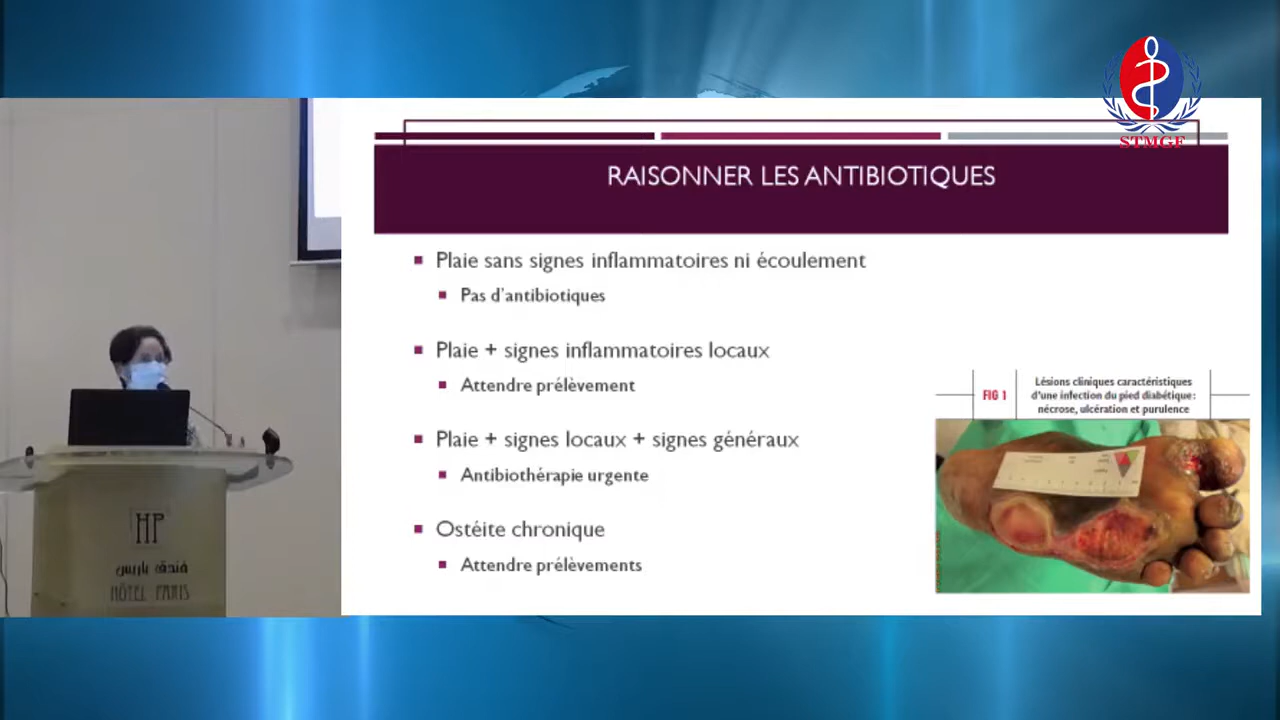 STMGF
RAISONNER LES ANTIBIOTIQUES
Plaie sans signes inflammatoires ni écoulement
Pas d'antibiotiques
Plaie + signes inflammatoires locaux
Attendre prélèvement
Plaie + signes locaux + signes généraux
Antibiothérapie urgente
Ostéite chronique
Attendre prélèvements
FIG 1
Lésions cliniques caractéristiques
d'une infection du pied diabétique :
nécrose, ulcération et purulence
HP
فندق باريس
HÔTEL PARIS